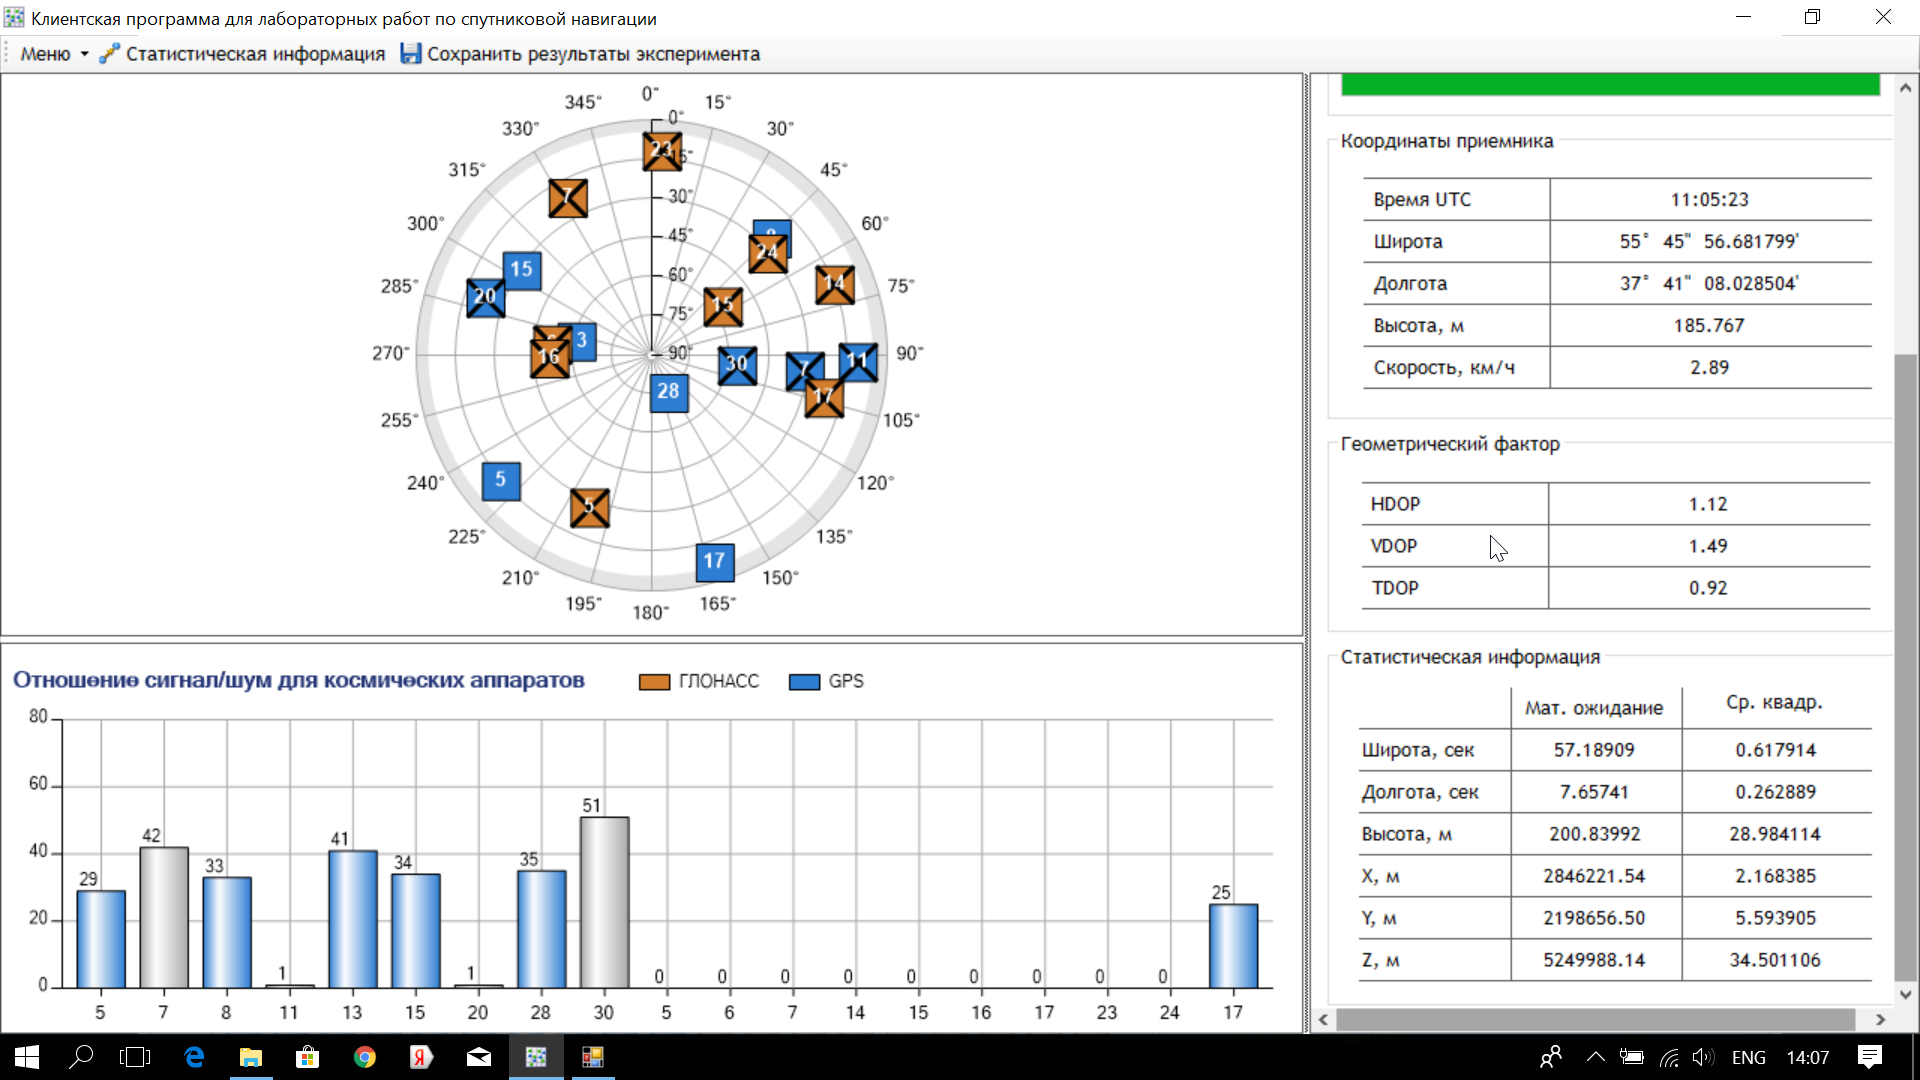 Клиентская программа для лабораторных работ по спутниковой навигации
Меню Статистическая информация Сохранить результаты эксперимента
0°
345° 15°
330° 30°
315° 45°
300° 60°
285° 75°
270° 90°
255° 105°
240° 120°
225° 135°
210° 150°
195° 165°
180°
0°
15°
30°
45°
60°
75°
90°
23
7
24
14
15
15
20
3
16
30
7
11
17
28
5
5
17
Отношение сигнал/шум для космических аппаратов ГЛОНАСС GPS
80
60
40
20
0
29 42 33 1 41 34 1 35 51 0 0 0 0 0 0 0 0 0 25
5 7 8 11 13 15 20 28 30 5 6 7 14 15 16 17 23 24 17
Координаты приемника
Время UTC 11:05:23
Широта 55° 45" 56.681799'
Долгота 37° 41" 08.028504'
Высота, м 185.767
Скорость, км/ч 2.89
Геометрический фактор
HDOP 1.12
VDOP 1.49
TDOP 0.92
Статистическая информация
Мат. ожидание Ср. квадр.
Широта, сек 57.18909 0.617914
Долгота, сек 7.65741 0.262889
Высота, м 200.83992 28.984114
X, м 2846221.54 2.168385
Y, м 2198656.50 5.593905
Z, м 5249988.14 34.501106
ENG 14:07